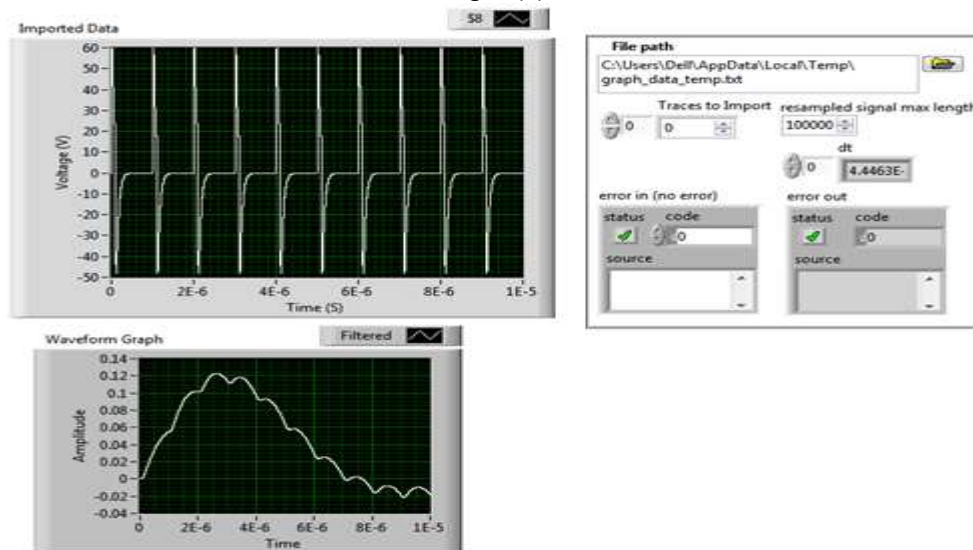 S8
Imported Data
60
50
40
30
20
10
0
-10
-20
-30
-40
-50
Voltage (V)
0 2E-6 4E-6 6E-6 8E-6 1E-5
Time (S)
File path
C:\Users\Dell\AppData\Local\Temp\
graph_data_temp.txt
Traces to Import resampled signal max length
0 0 100000
dt
0 4.4463E-
error in (no error) error out
status code status code
0 0
source source
Waveform Graph Filtered
0.14
0.12
0.1
0.08
0.06
0.04
0.02
0
-0.02
-0.04
Amplitude
0 2E-6 4E-6 6E-6 8E-6 1E-5
Time